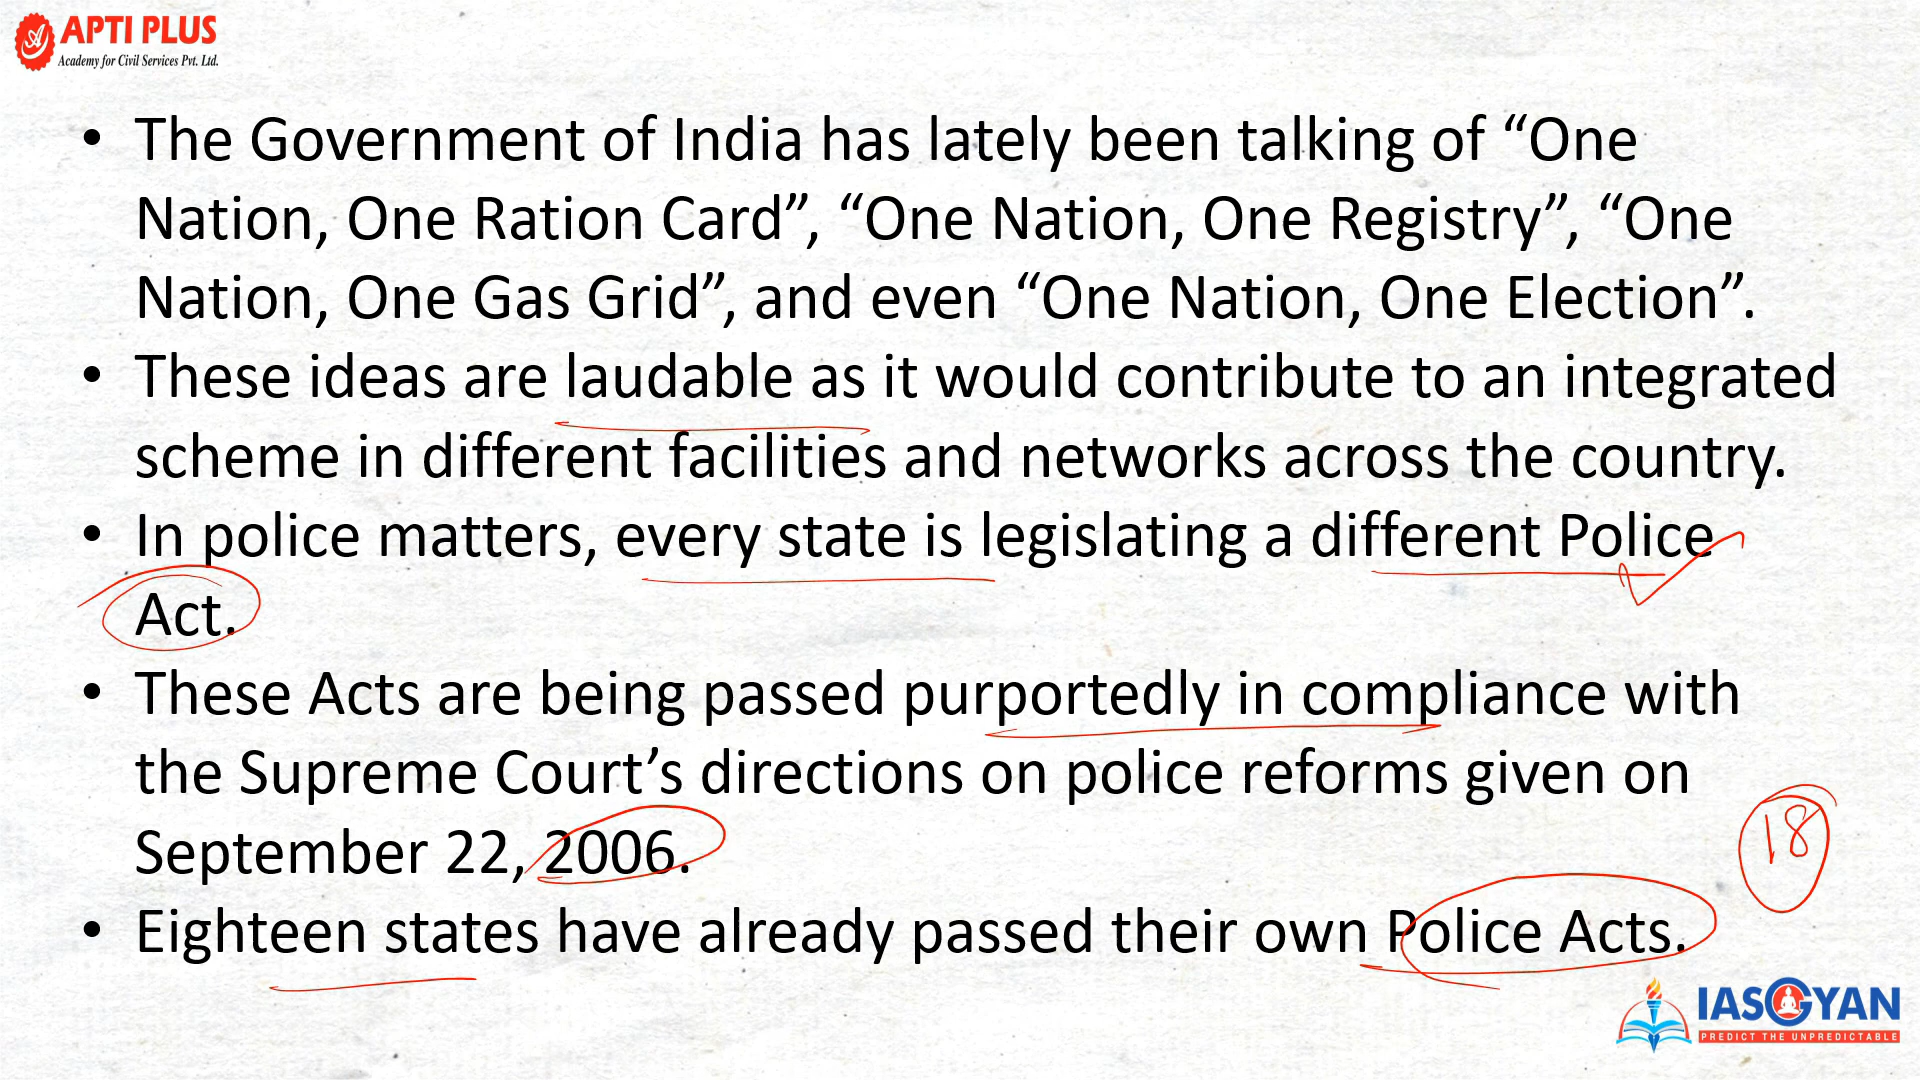 APTI PLUS
Academy for Civil Services Pvt. Ltd.
• The Government of India has lately been talking of “One
Nation, One Ration Card”, “One Nation, One Registry”, “One
Nation, One Gas Grid”, and even “One Nation, One Election”.
• These ideas are laudable as it would contribute to an integrated
scheme in different facilities and networks across the country.
• In police matters, every state is legislating a different Police
Act.
• These Acts are being passed purportedly in compliance with
the Supreme Court’s directions on police reforms given on
September 22, 2006.
18
• Eighteen states have already passed their own Police Acts.
IASGYAN
PREDICT THE UNPREDICTABLE